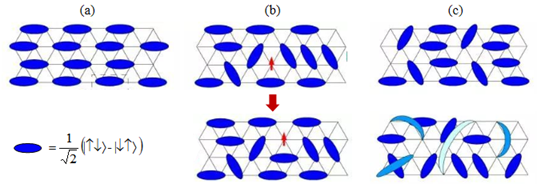 (a) (b) (c)
= 1/√2 (|↑↓⟩-|↓↑⟩)